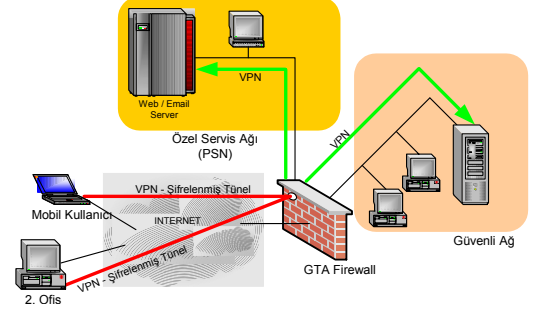 VPN
Web / Email
Server
Özel Servis Ağı
(PSN)
VPN
VPN - Şifrelenmiş Tünel
Mobil Kullanıcı
INTERNET
VPN - Şifrelenmiş Tünel
2. Ofis
GTA Firewall
Güvenli Ağ